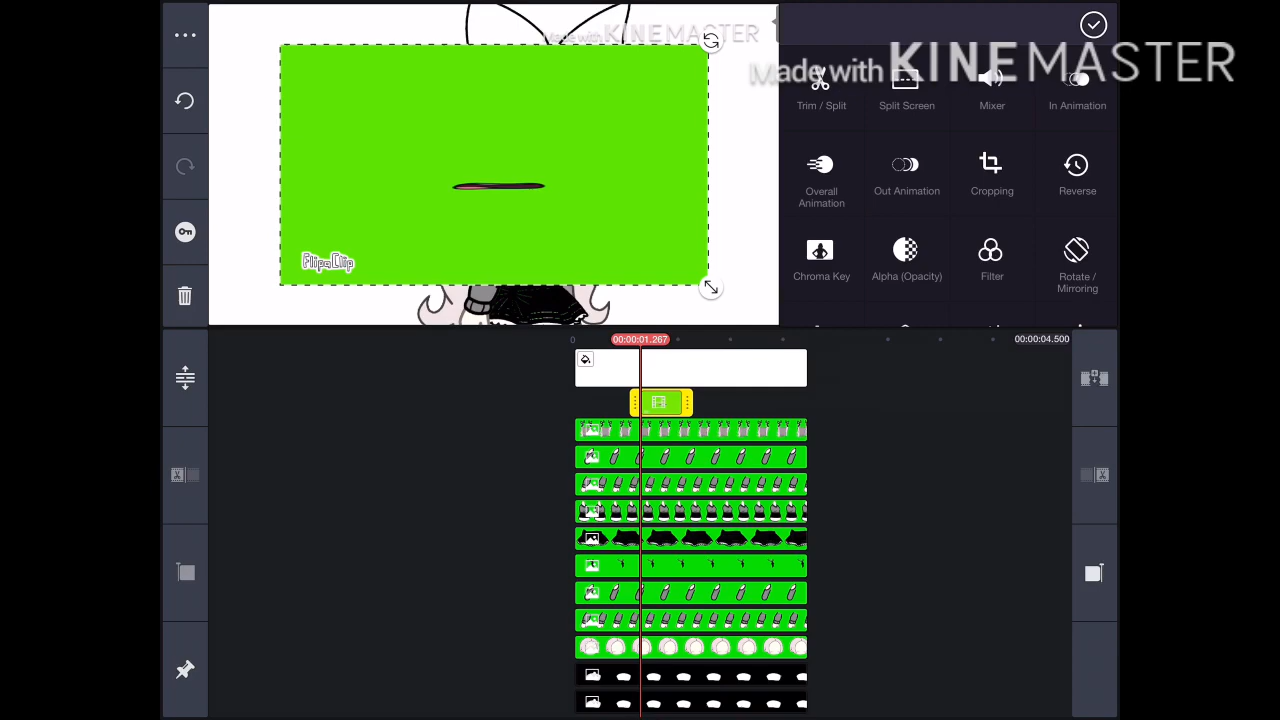 Made with KINEMASTER
Made with KINEMASTER
Trim / Split
Split Screen
Mixer
In Animation
Overall
Animation
Out Animation
Cropping
Reverse
Chroma Key
Alpha (Opacity)
Filter
Rotate /
Mirroring
FlipaClip
0
00:00:01.267
00:00:04.500